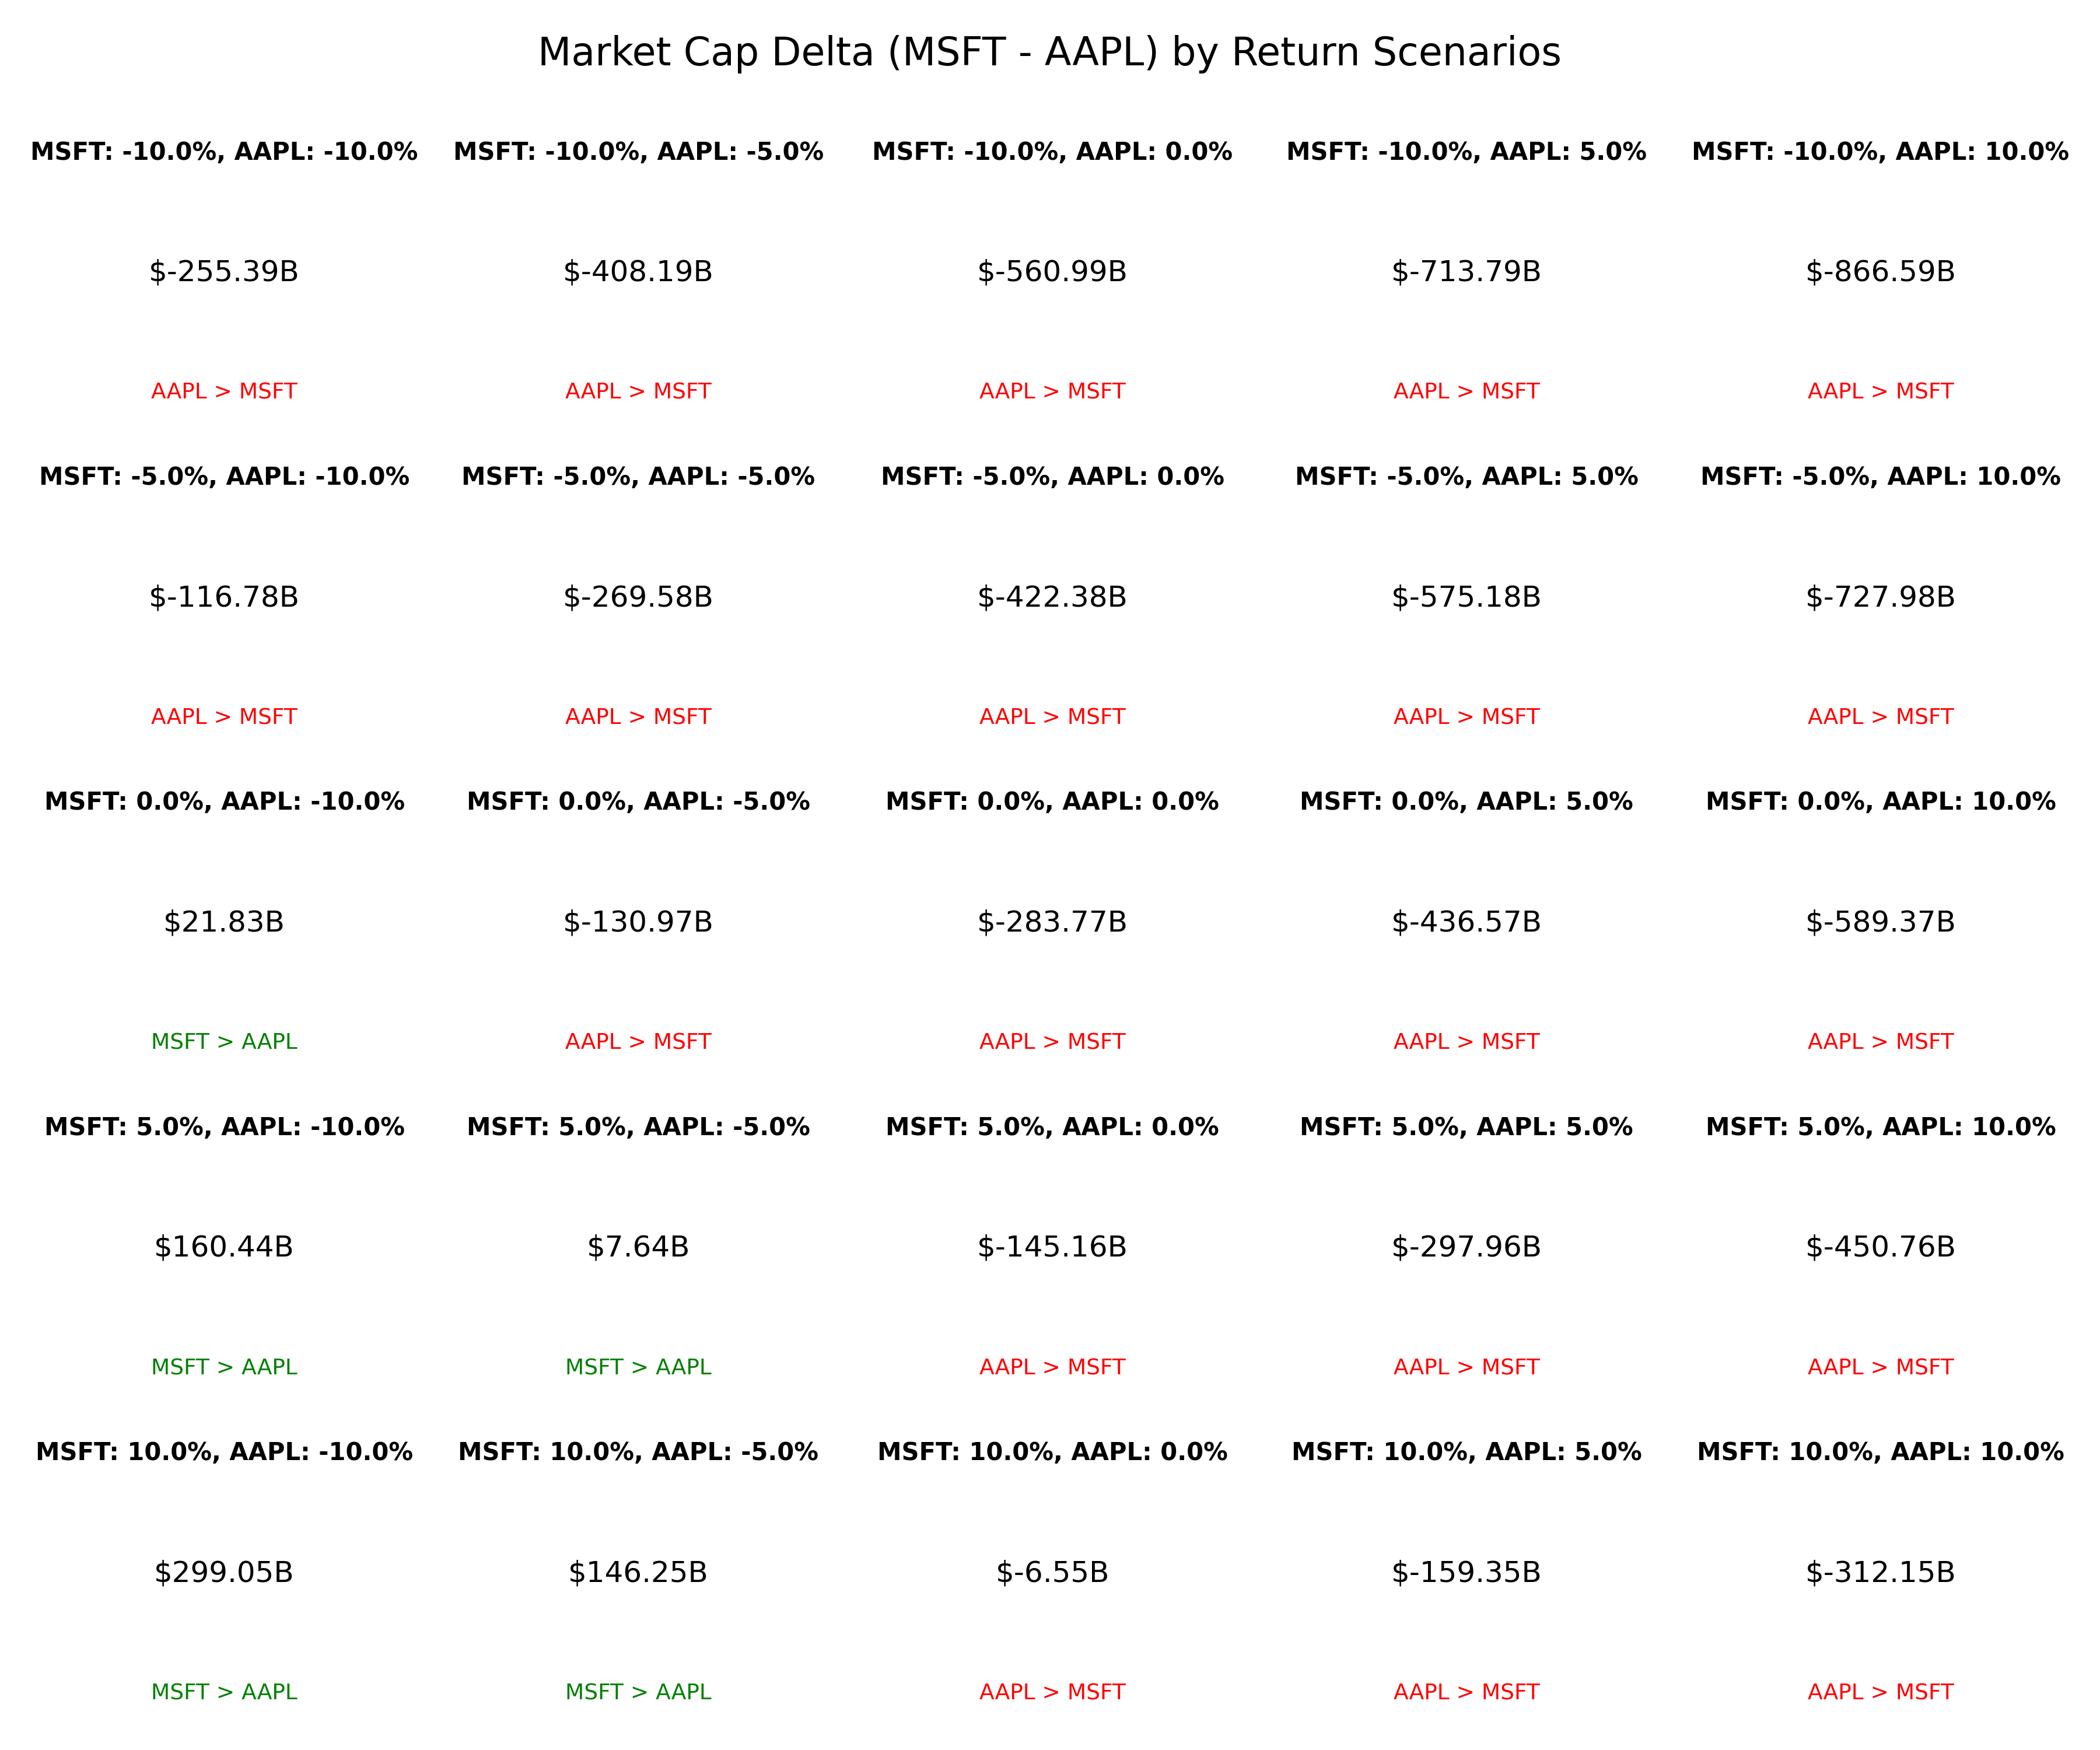 Market Cap Delta (MSFT - AAPL) by Return Scenarios
MSFT: -10.0%, AAPL: -10.0% MSFT: -10.0%, AAPL: -5.0% MSFT: -10.0%, AAPL: 0.0% MSFT: -10.0%, AAPL: 5.0% MSFT: -10.0%, AAPL: 10.0%
$-255.39B $-408.19B $-560.99B $-713.79B $-866.59B
AAPL > MSFT AAPL > MSFT AAPL > MSFT AAPL > MSFT AAPL > MSFT
MSFT: -5.0%, AAPL: -10.0% MSFT: -5.0%, AAPL: -5.0% MSFT: -5.0%, AAPL: 0.0% MSFT: -5.0%, AAPL: 5.0% MSFT: -5.0%, AAPL: 10.0%
$-116.78B $-269.58B $-422.38B $-575.18B $-727.98B
AAPL > MSFT AAPL > MSFT AAPL > MSFT AAPL > MSFT AAPL > MSFT
MSFT: 0.0%, AAPL: -10.0% MSFT: 0.0%, AAPL: -5.0% MSFT: 0.0%, AAPL: 0.0% MSFT: 0.0%, AAPL: 5.0% MSFT: 0.0%, AAPL: 10.0%
$21.83B $-130.97B $-283.77B $-436.57B $-589.37B
MSFT > AAPL AAPL > MSFT AAPL > MSFT AAPL > MSFT AAPL > MSFT
MSFT: 5.0%, AAPL: -10.0% MSFT: 5.0%, AAPL: -5.0% MSFT: 5.0%, AAPL: 0.0% MSFT: 5.0%, AAPL: 5.0% MSFT: 5.0%, AAPL: 10.0%
$160.44B $7.64B $-145.16B $-297.96B $-450.76B
MSFT > AAPL MSFT > AAPL AAPL > MSFT AAPL > MSFT AAPL > MSFT
MSFT: 10.0%, AAPL: -10.0% MSFT: 10.0%, AAPL: -5.0% MSFT: 10.0%, AAPL: 0.0% MSFT: 10.0%, AAPL: 5.0% MSFT: 10.0%, AAPL: 10.0%
$299.05B $146.25B $-6.55B $-159.35B $-312.15B
MSFT > AAPL MSFT > AAPL AAPL > MSFT AAPL > MSFT AAPL > MSFT